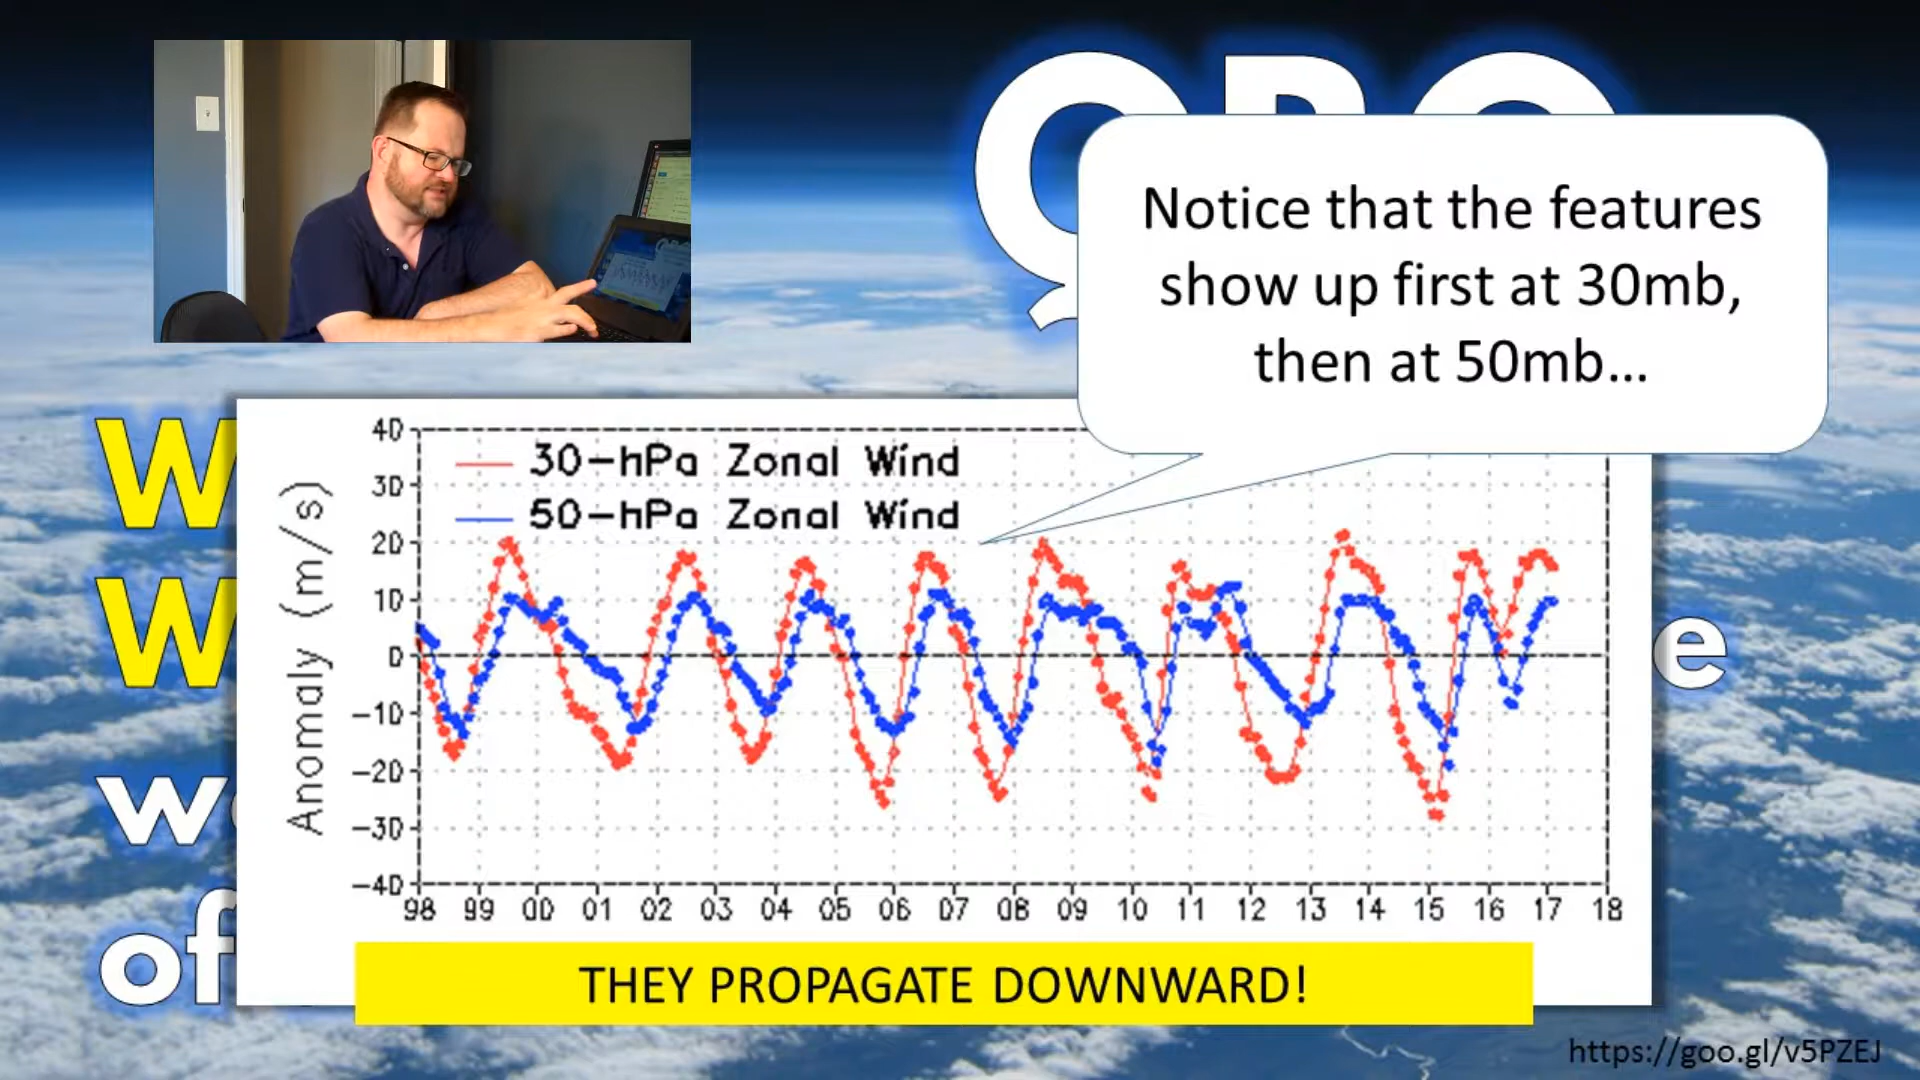 QBO
Notice that the features
show up first at 30mb,
then at 50mb...
W
W
we
of
e
40
30
20
10
0
-10
-20
-30
-40
Anomaly (m/s)
30-hPa Zonal Wind
50-hPa Zonal Wind
98 99 00 01 02 03 04 05 06 07 08 09 10 11 12 13 14 15 16 17 18
THEY PROPAGATE DOWNWARD!
https://goo.gl/v5PZEJ